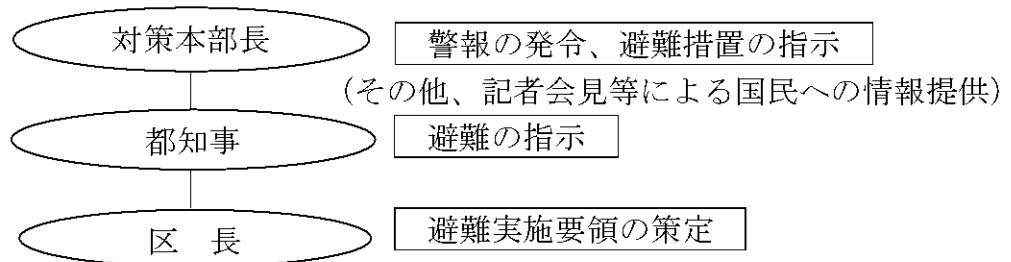 対策本部長 警報の発令、避難措置の指示
(その他、記者会見等による国民への情報提供)
都知事 避難の指示
区 長 避難実施要領の策定